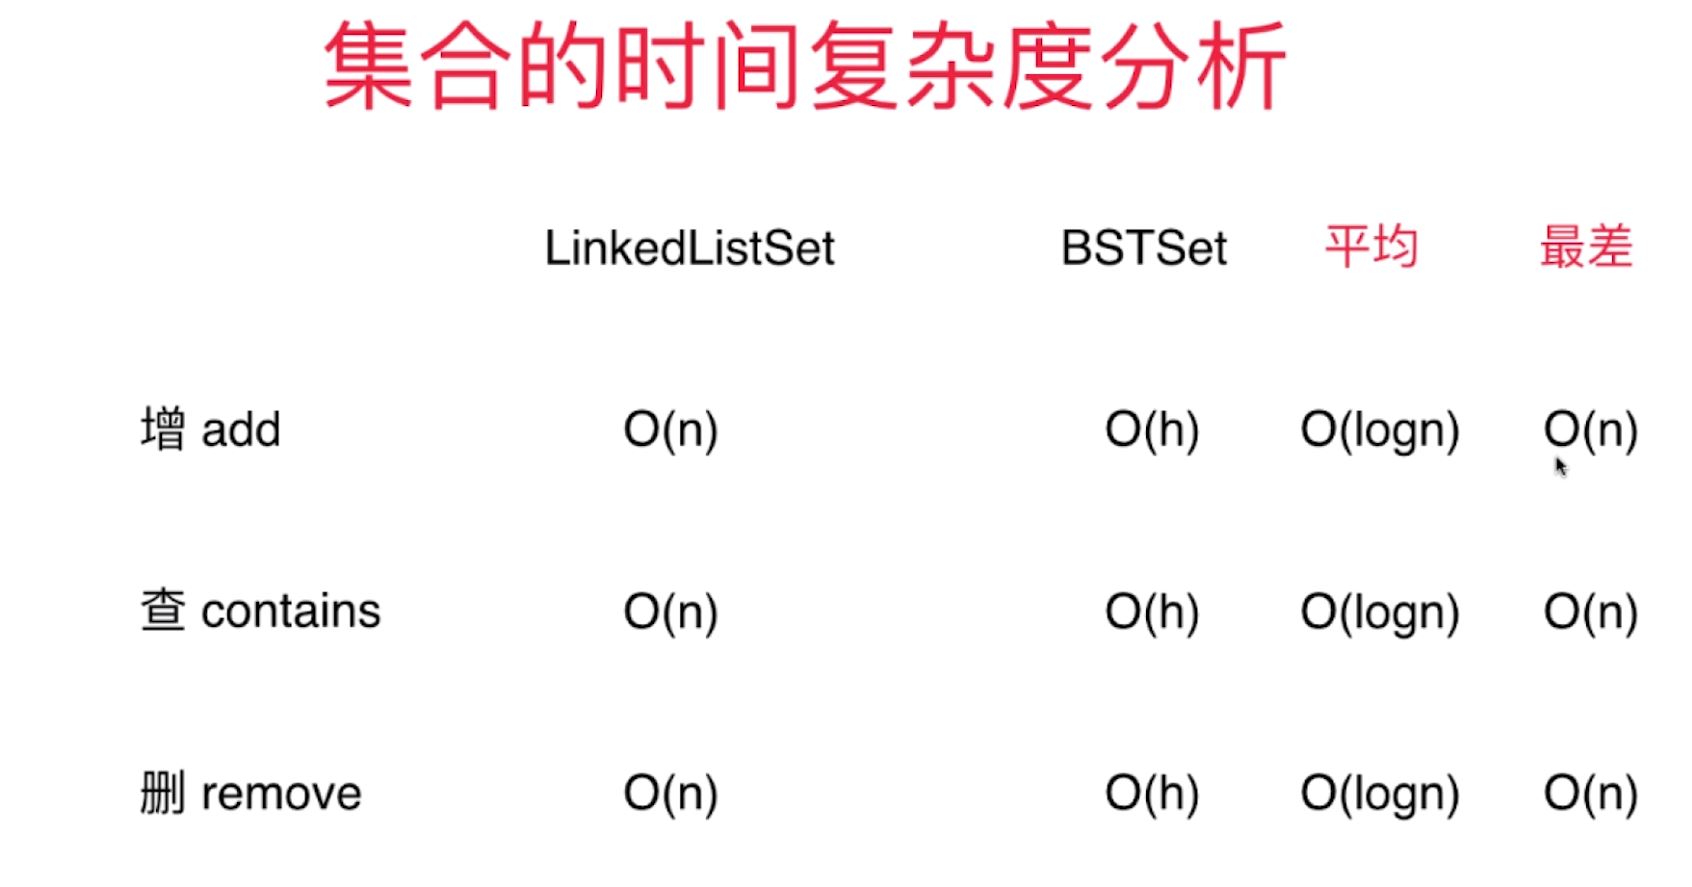 集合的时间复杂度分析
LinkedListSet BSTSet 平均 最差
增 add O(n) O(h) O(logn) O(n)
查 contains O(n) O(h) O(logn) O(n)
删 remove O(n) O(h) O(logn) O(n)